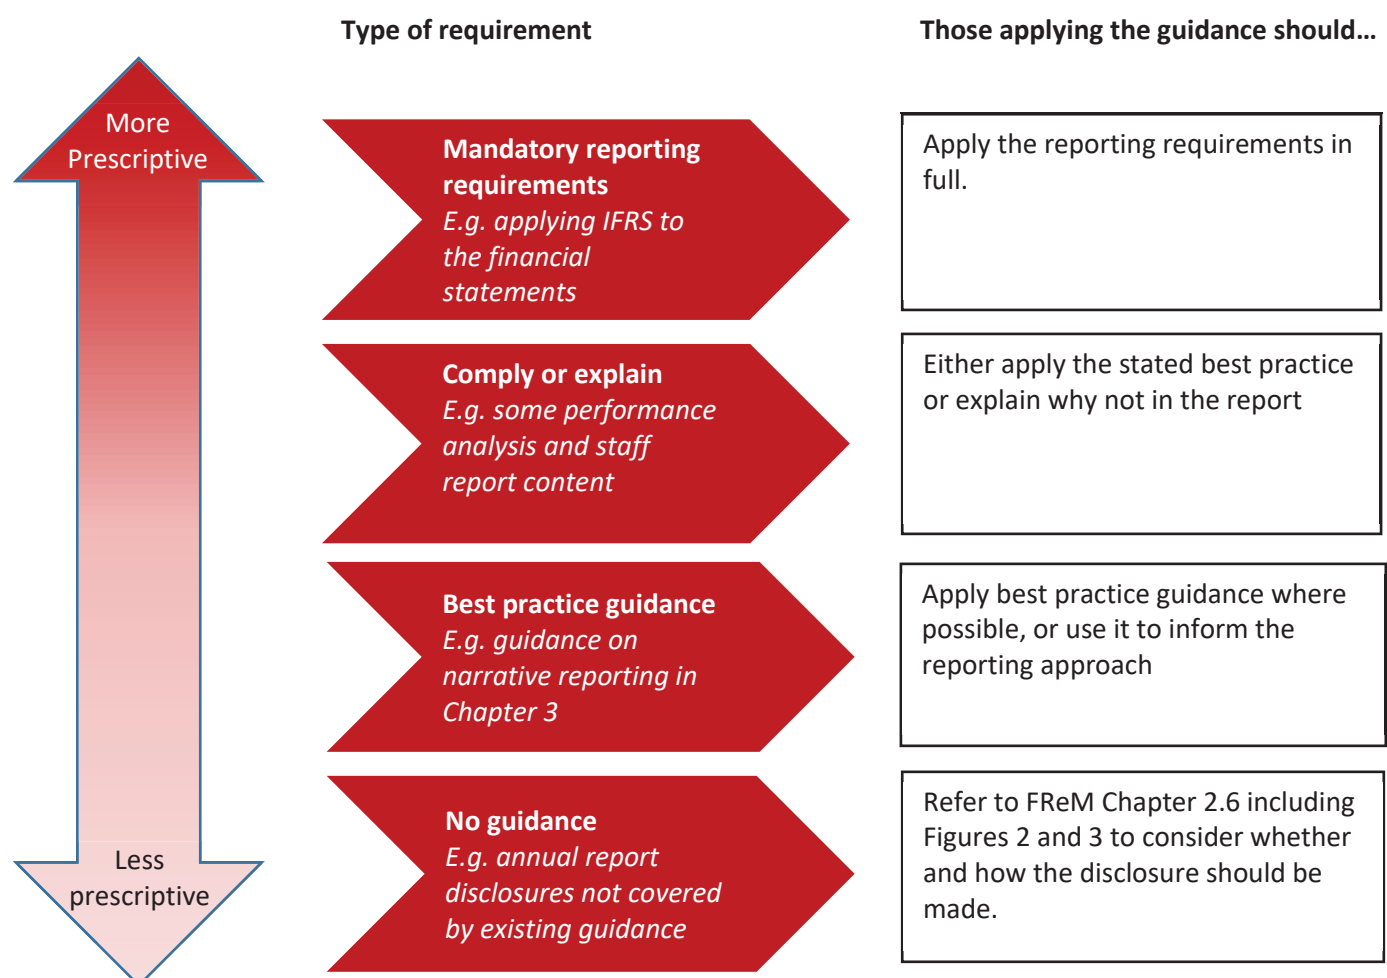 Type of requirement
Those applying the guidance should…
More
Prescriptive
Mandatory reporting
requirements
E.g. applying IFRS to
the financial
statements
Apply the reporting requirements in
full.
Comply or explain
E.g. some performance
analysis and staff
report content
Either apply the stated best practice
or explain why not in the report
Best practice guidance
E.g. guidance on
narrative reporting in
Chapter 3
Apply best practice guidance where
possible, or use it to inform the
reporting approach
Less
prescriptive
No guidance
E.g. annual report
disclosures not covered
by existing guidance
Refer to FReM Chapter 2.6 including
Figures 2 and 3 to consider whether
and how the disclosure should be
made.